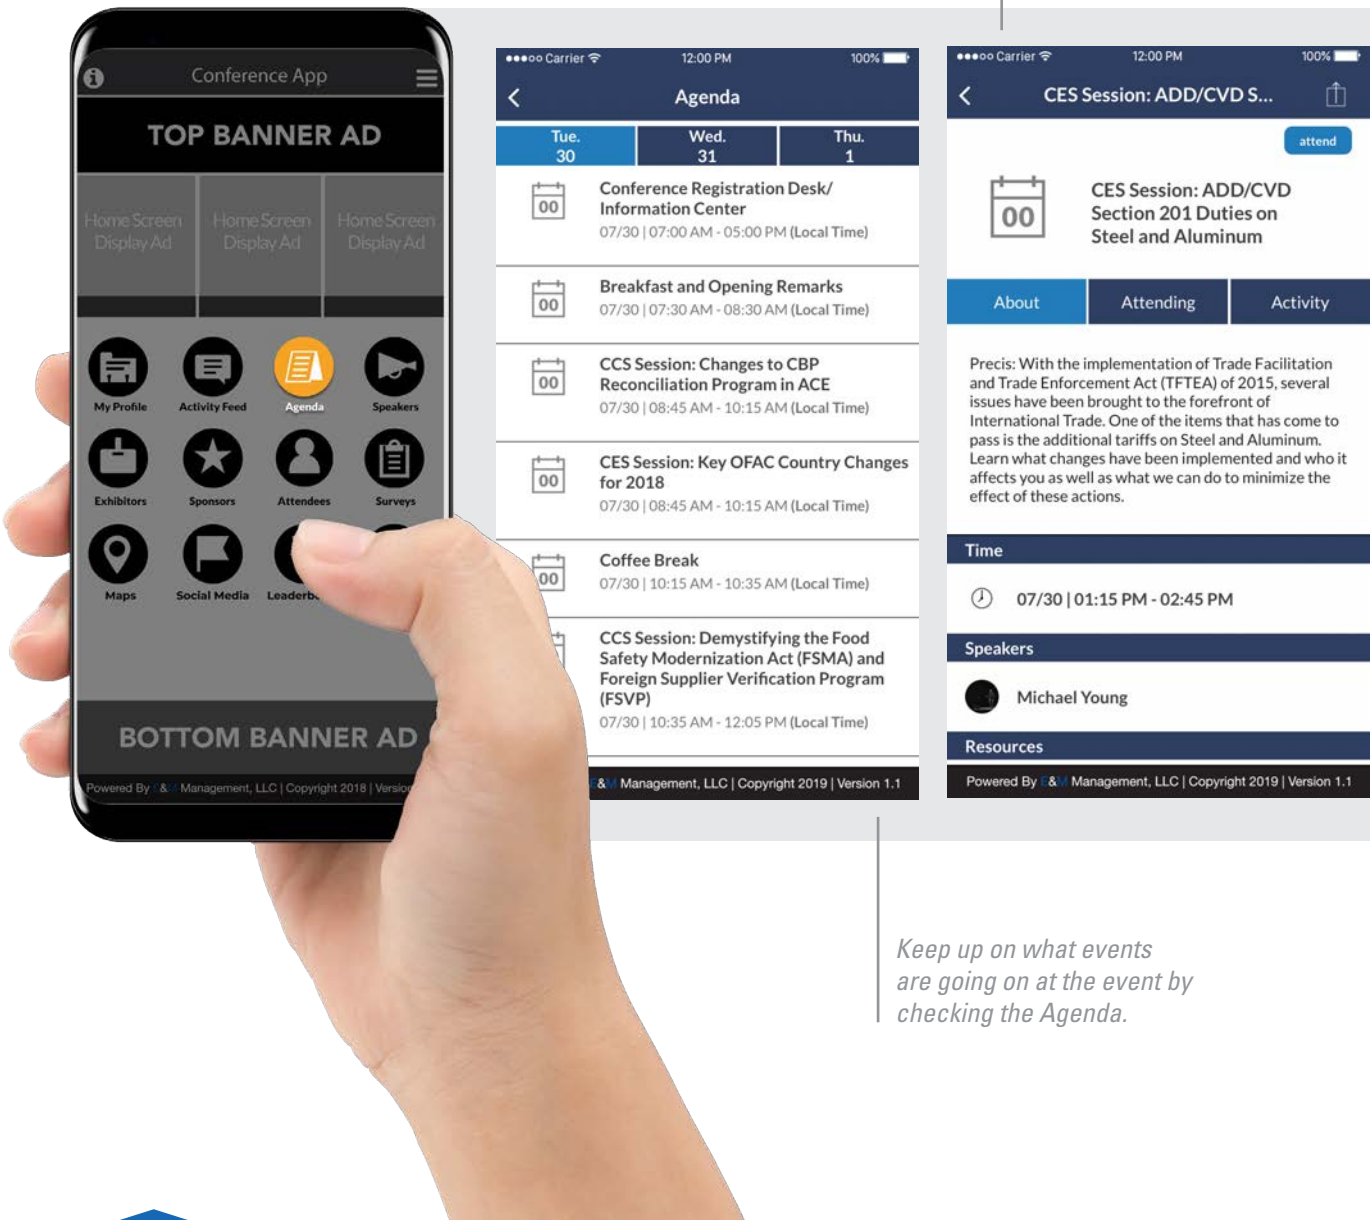 Conference App
TOP BANNER AD
Home Screen
Display Ad
Home Screen
Display Ad
Home Screen
Display Ad
My Profile
Activity Feed
Agenda
Speakers
Exhibitors
Sponsors
Attendees
Surveys
Maps
Social Media
BOTTOM BANNER AD
Powered By E&M Management, LLC | Copyright 2018 |
Carrier 12:00 PM 100%
Agenda
Tue.
30
Wed.
31
Thu.
1
00
Conference Registration Desk/
Information Center
07/30 | 07:00 AM - 05:00 PM (Local Time)
00
Breakfast and Opening Remarks
07/30 | 07:30 AM - 08:30 AM (Local Time)
00
CCS Session: Changes to CBP
Reconciliation Program in ACE
07/30 | 08:45 AM - 10:15 AM (Local Time)
00
CES Session: Key OFAC Country Changes
for 2018
07/30 | 08:45 AM - 10:15 AM (Local Time)
00
Coffee Break
07/30 | 10:15 AM - 10:35 AM (Local Time)
CCS Session: Demystifying the Food
Safety Modernization Act (FSMA) and
Foreign Supplier Verification Program
(FSVP)
07/30 | 10:35 AM - 12:05 PM (Local Time)
E&M Management, LLC | Copyright 2019 | Version 1.1
Carrier 12:00 PM 100%
CES Session: ADD/CVD S...
attend
00
CES Session: ADD/CVD
Section 201 Duties on
Steel and Aluminum
About
Attending
Activity
Precis: With the implementation of Trade Facilitation
and Trade Enforcement Act (TFTEA) of 2015, several
issues have been brought to the forefront of
International Trade. One of the items that has come to
pass is the additional tariffs on Steel and Aluminum.
Learn what changes have been implemented and who it
affects you as well as what we can do to minimize the
effect of these actions.
Time
07/30 | 01:15 PM - 02:45 PM
Speakers
Michael Young
Resources
Powered By E&M Management, LLC | Copyright 2019 | Version 1.1
Keep up on what events
are going on at the event by
checking the Agenda.